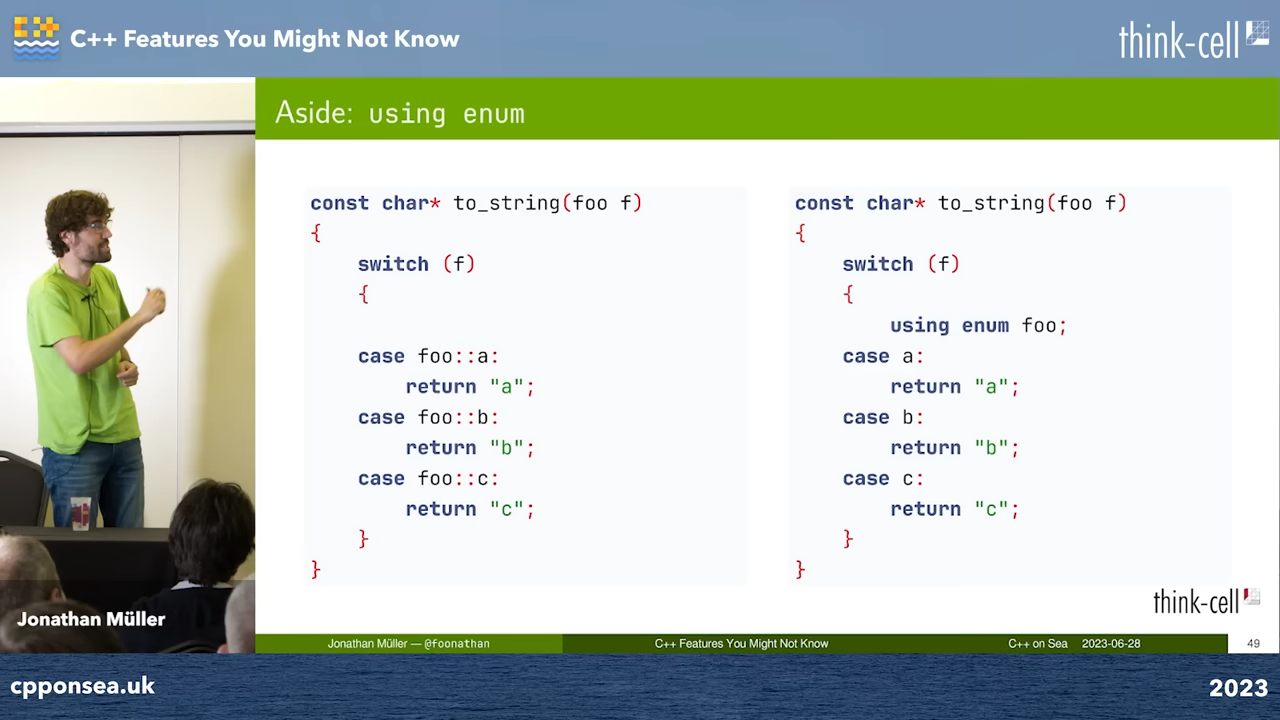 C++ Features You Might Not Know
think-cell
Aside: using enum
const char* to_string(foo f)
{
    switch (f)
    {
    case foo::a:
        return "a";
    case foo::b:
        return "b";
    case foo::c:
        return "c";
    }
}
const char* to_string(foo f)
{
    switch (f)
    {
        using enum foo;
    case a:
        return "a";
    case b:
        return "b";
    case c:
        return "c";
    }
}
think-cell
Jonathan Müller
Jonathan Müller — @foonathan
C++ Features You Might Not Know
C++ on Sea 2023-06-28
49
cpponsea.uk
2023